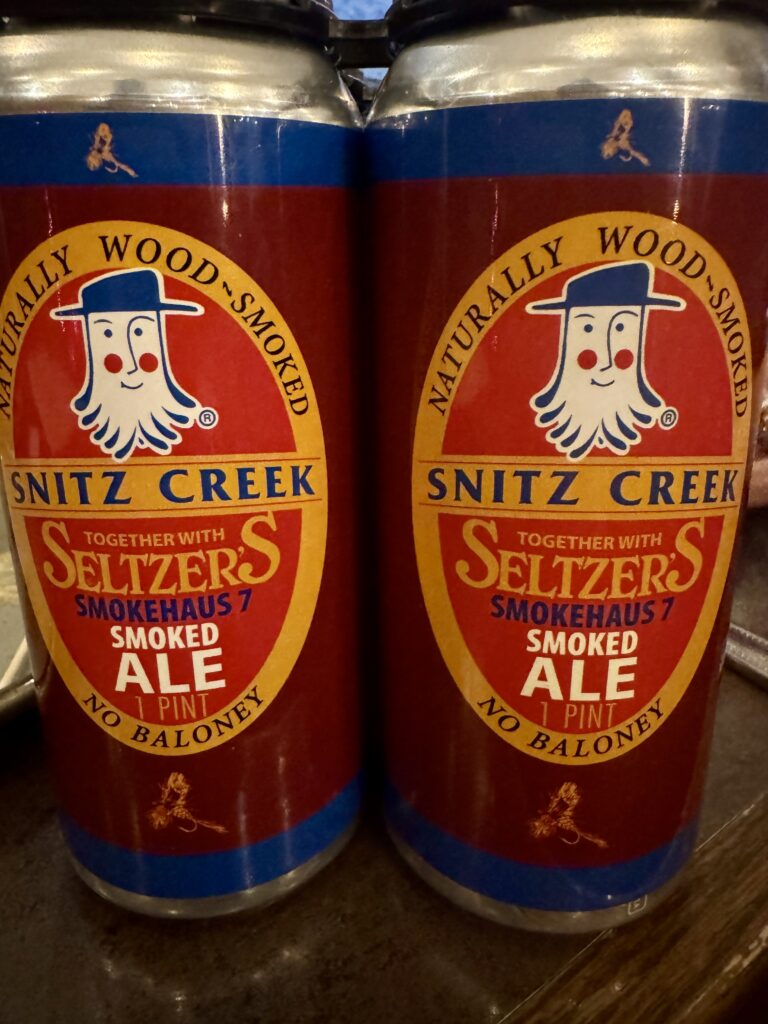 NATURALLY WOOD~SMOKED
®
SNITZ CREEK
TOGETHER WITH
SELTZER'S
SMOKEHAUS 7
SMOKED
ALE
1 PINT
NO BALONEY
NATURALLY WOOD~SMOKED
®
SNITZ CREEK
TOGETHER WITH
SELTZER'S
SMOKEHAUS 7
SMOKED
ALE
1 PINT
NO BALONEY